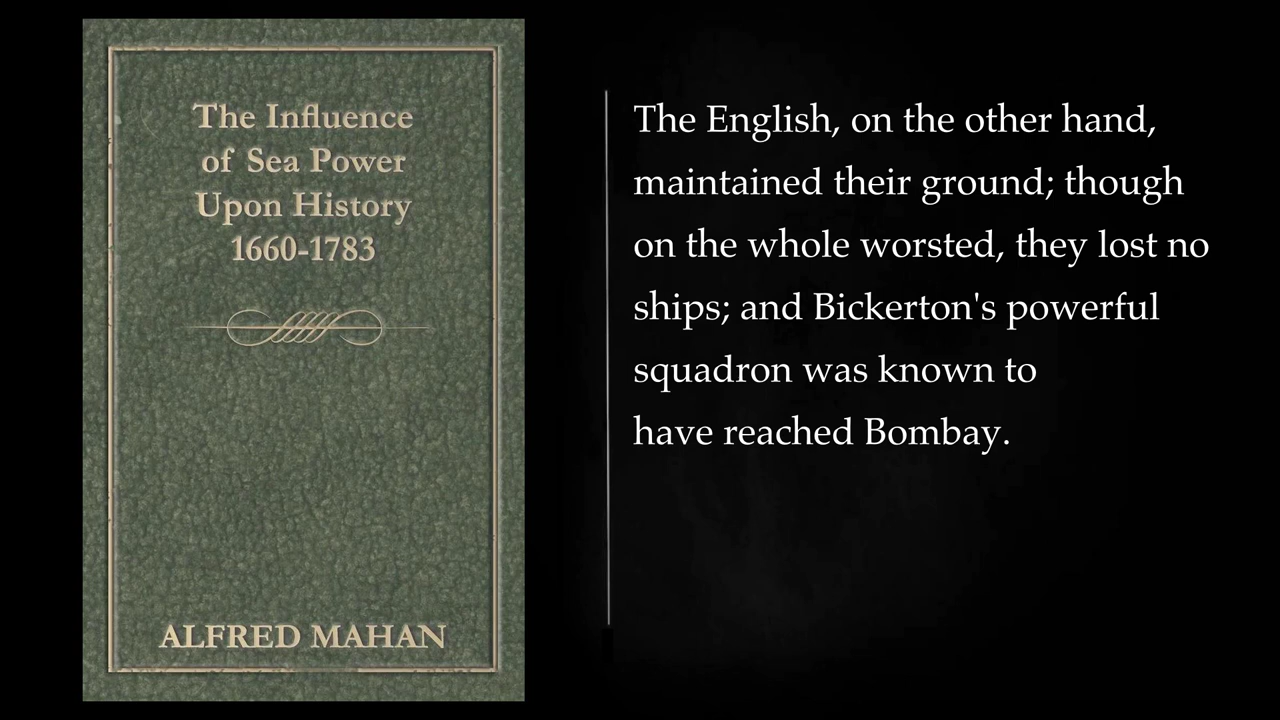 The Influence
of Sea Power
Upon History
1660-1783
ALFRED MAHAN
The English, on the other hand,
maintained their ground; though
on the whole worsted, they lost no
ships; and Bickerton's powerful
squadron was known to
have reached Bombay.